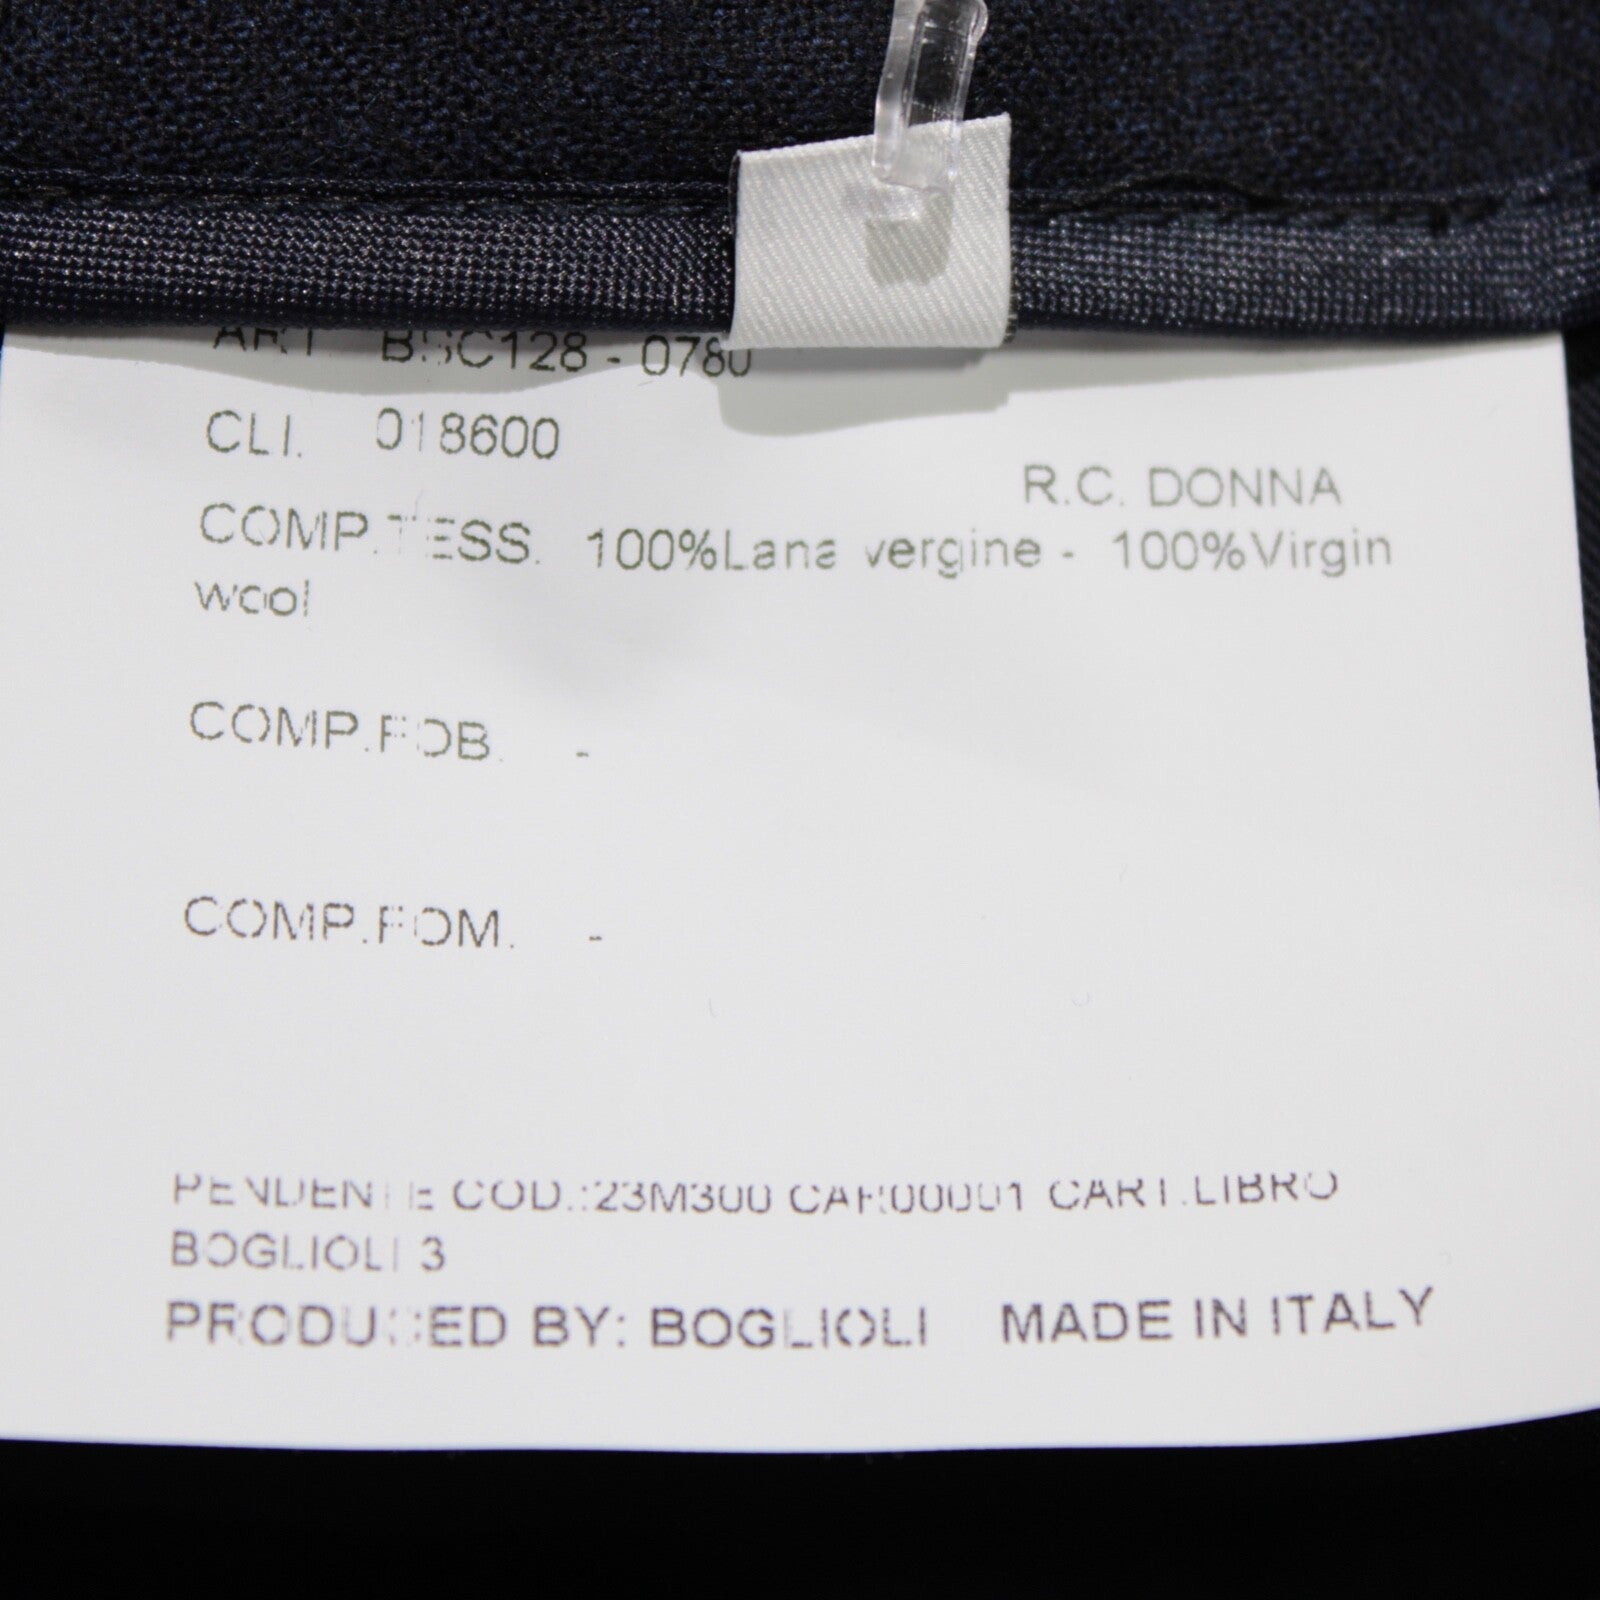 ART. BSC128 - 0780
CLI. 018600
R.C. DONNA
COMP.TESS. 100%Lana vergine - 100%Virgin
wool
COMP.FOB. -
COMP.FOM. -
PENDENTE COD.:23M300 CAR00001 CART.LIBRO
BOGLIOLI 3
PRODUCED BY: BOGLIOLI MADE IN ITALY